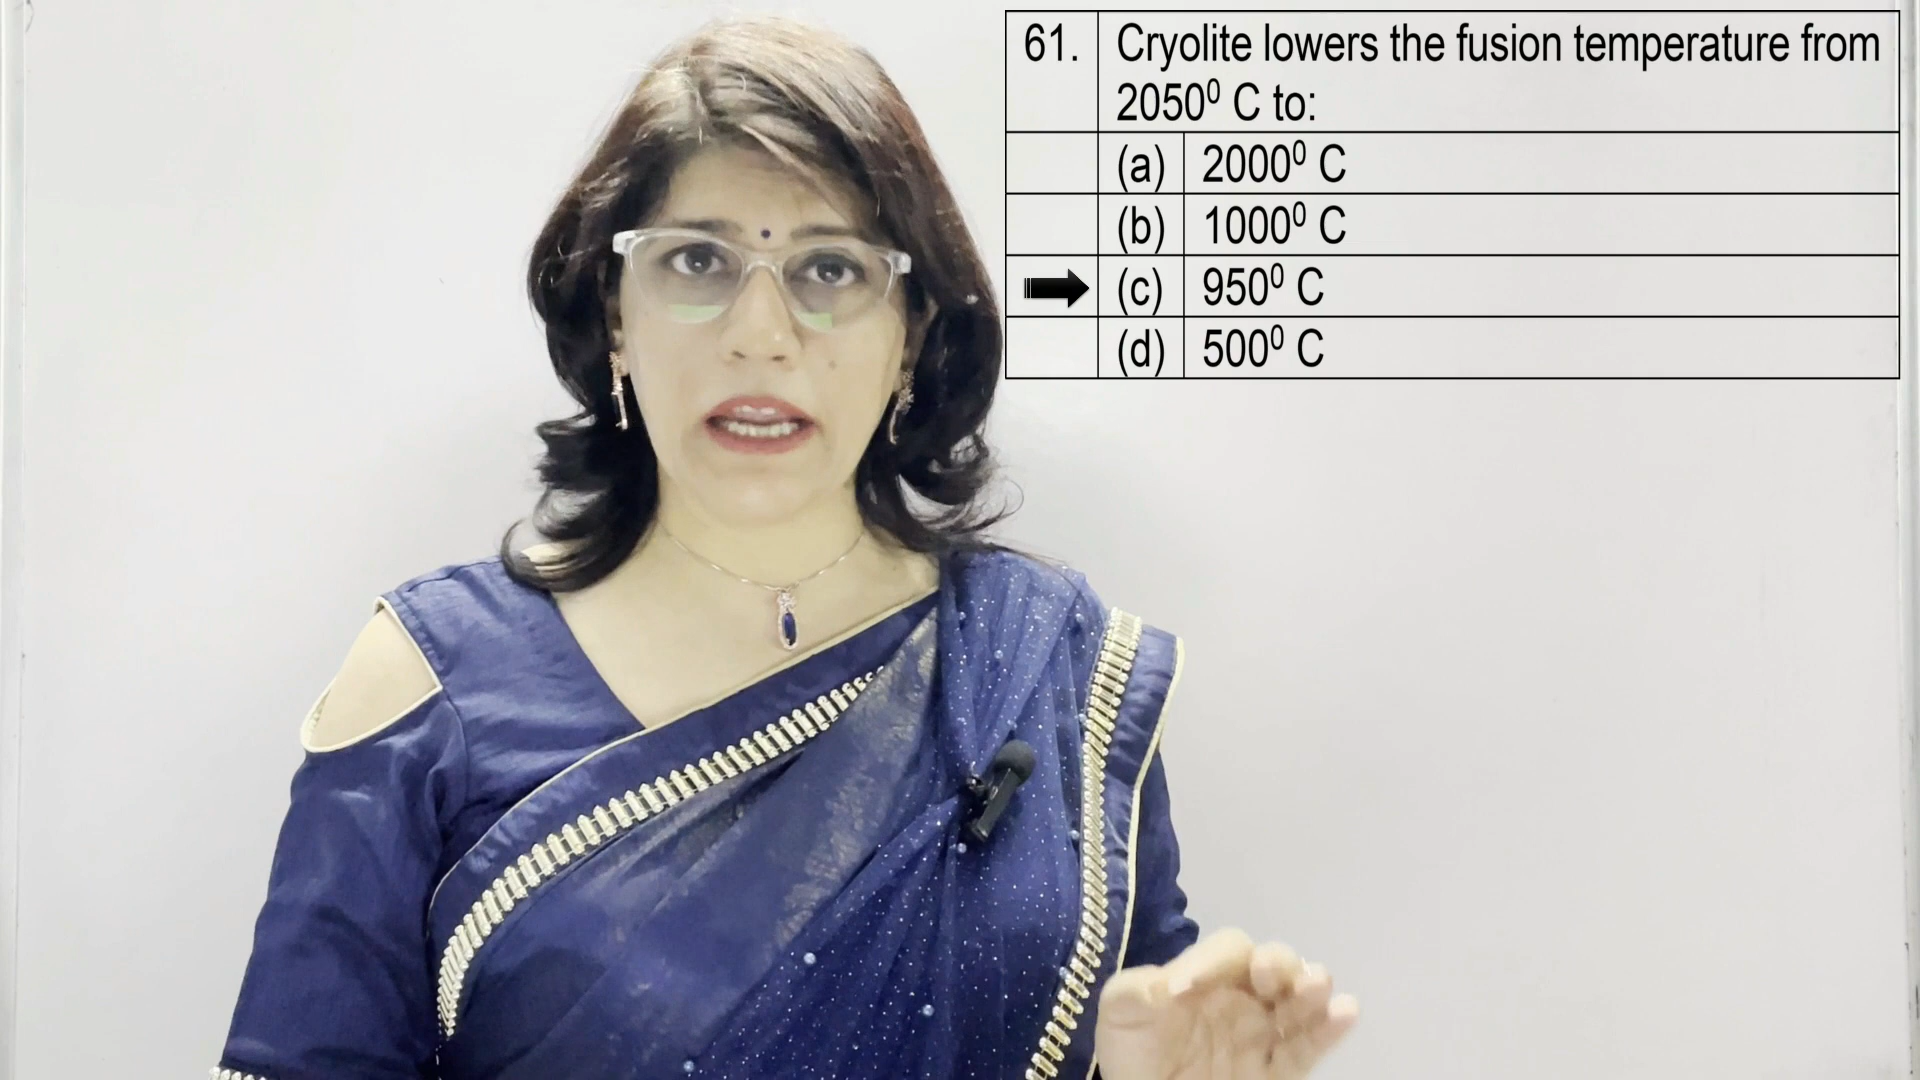 61. Cryolite lowers the fusion temperature from
2050⁰ C to:
(a) 2000⁰ C
(b) 1000⁰ C
(c) 950⁰ C
(d) 500⁰ C